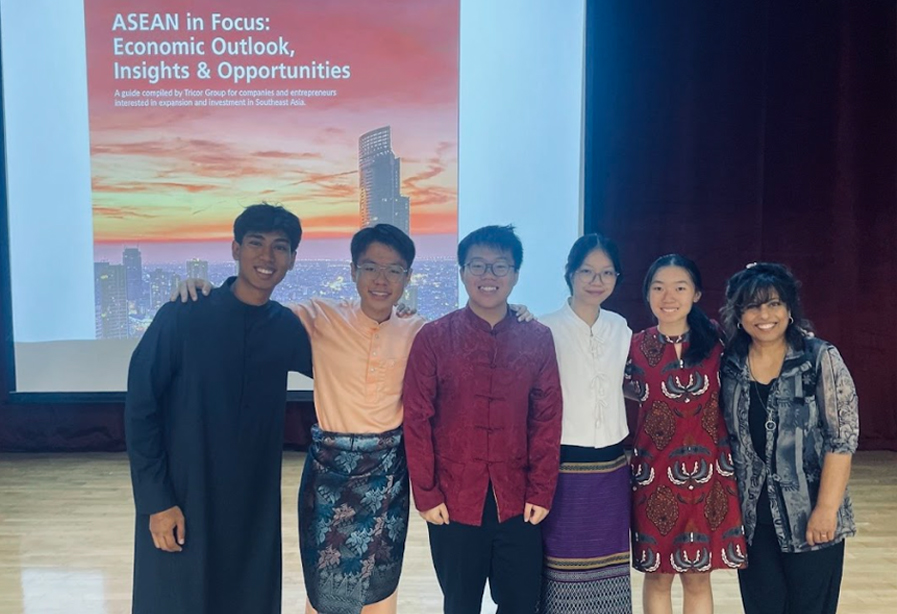 ASEAN in Focus:
Economic Outlook,
Insights & Opportunities
A guide compiled by Tricor Group for companies and entrepreneurs
interested in expansion and investment in Southeast Asia.